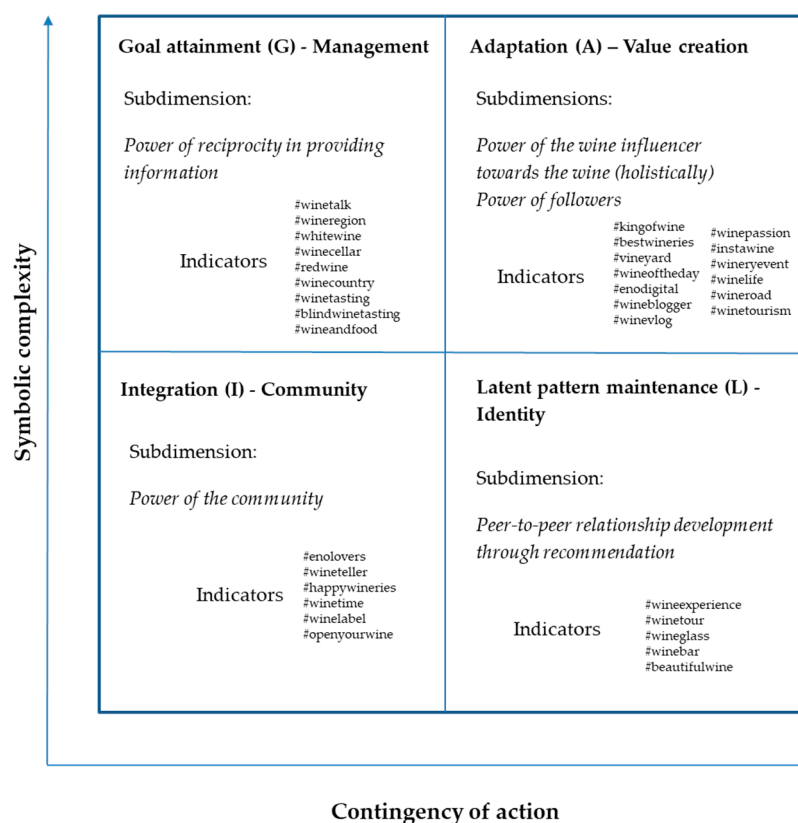 Goal attainment (G) - Management
Subdimension:
Power of reciprocity in providing
information
Indicators
#winetalk
#wineregion
#whitewine
#winecellar
#redwine
#winecountry
#winetasting
#blindwinetasting
#wineandfood
Adaptation (A) – Value creation
Subdimensions:
Power of the wine influencer
towards the wine (holistically)
Power of followers
Indicators
#kingofwine
#bestwineries
#vineyard
#wineoftheday
#enodigital
#wineblogger
#winevlog
#winepassion
#instawine
#wineryevent
#winelife
#wineroad
#winetourism
Integration (I) - Community
Subdimension:
Power of the community
Indicators
#enolovers
#wineteller
#happywineries
#winetime
#winelabel
#openyourwine
Latent pattern maintenance (L) -
Identity
Subdimension:
Peer-to-peer relationship development
through recommendation
Indicators
#wineexperience
#winetour
#wineglass
#winebar
#beautifulwine
Symbolic complexity
Contingency of action